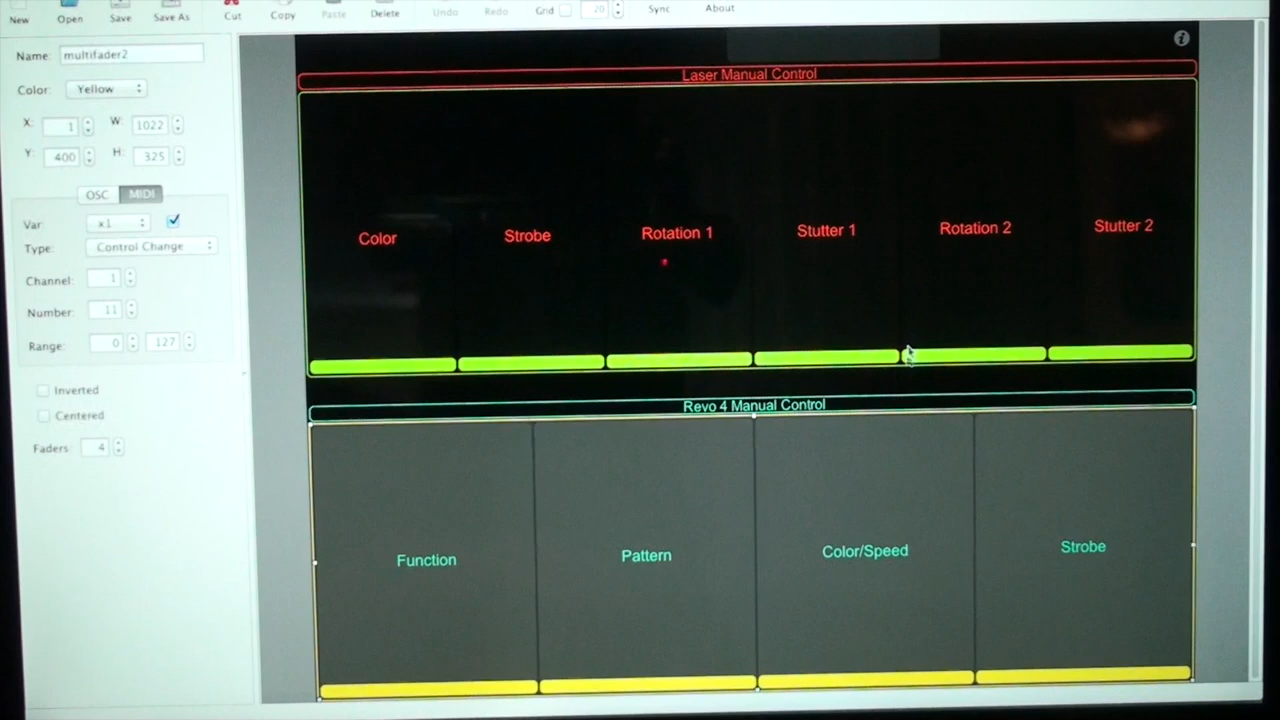 New Open Save Save As Cut Copy Paste Delete Undo Redo Grid 20 Sync About
Name: multifader2
Color: Yellow
X: 1 W: 1022
Y: 400 H: 325
OSC MIDI
Var: x1
Type: Control Change
Channel: 1
Number: 11
Range: 0 127
Inverted
Centered
Faders: 4
Laser Manual Control
Color Strobe Rotation 1 Stutter 1 Rotation 2 Stutter 2
Revo 4 Manual Control
Function Pattern Color/Speed Strobe